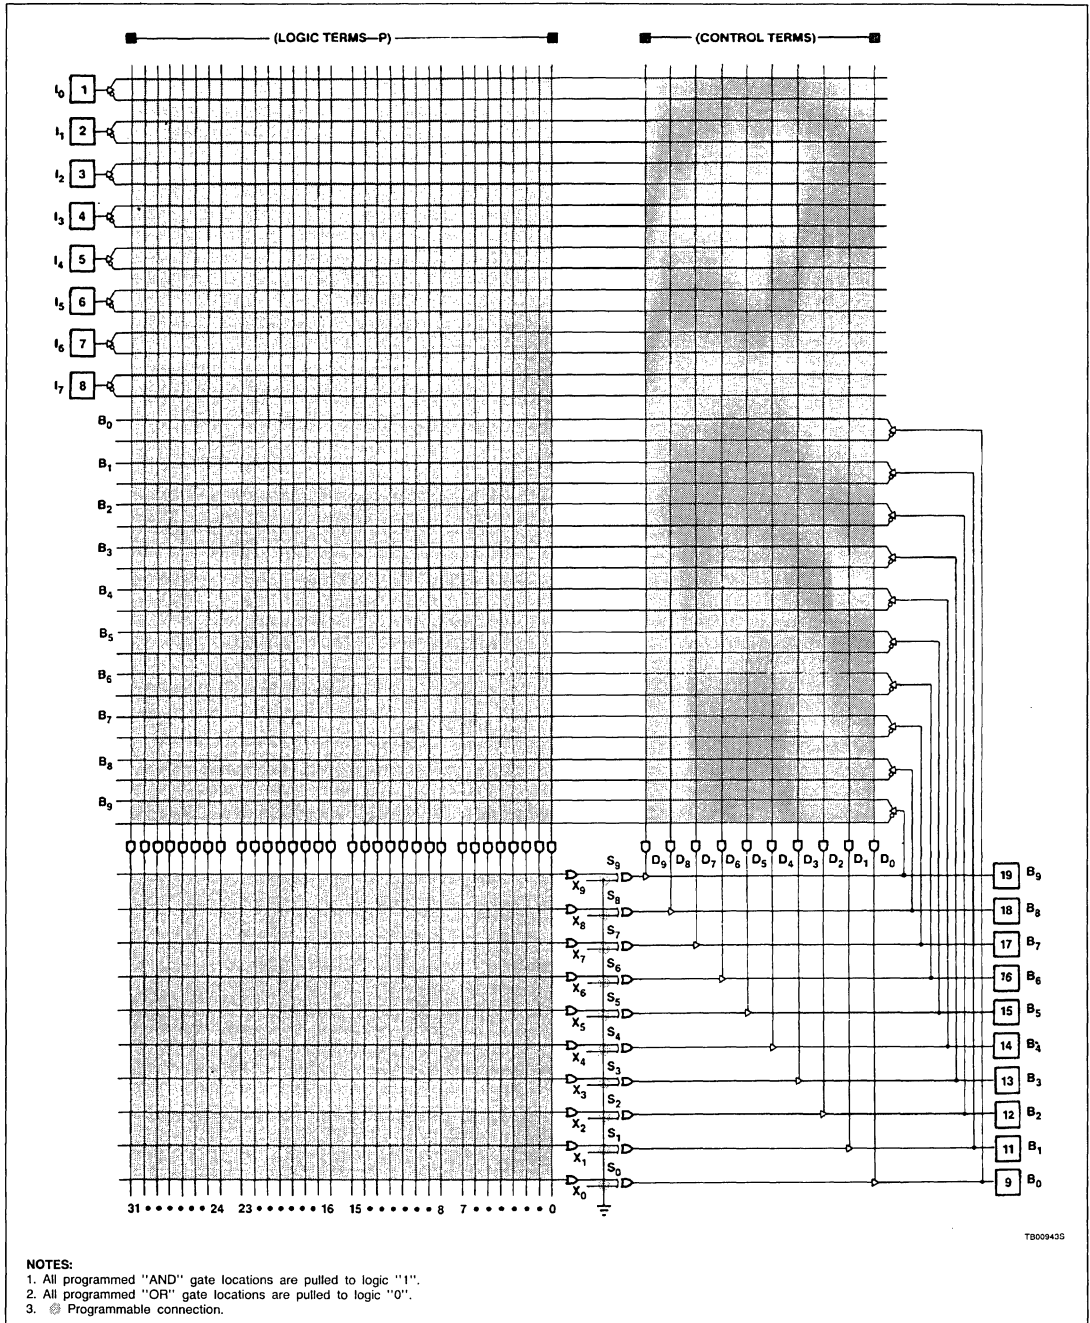 (LOGIC TERMS—P) (CONTROL TERMS)
I0 1
I1 2
I2 3
I3 4
I4 5
I5 6
I6 7
I7 8
B0
B1
B2
B3
B4
B5
B6
B7
B8
B9
S9 D9 D8 D7 D6 D5 D4 D3 D2 D1 D0
X9 19 B9
S8
X8 18 B8
S7
X7 17 B7
S6
X6 16 B6
S5
X5 15 B5
S4
X4 14 B4
S3
X3 13 B3
S2
X2 12 B2
S1
X1 11 B1
S0
X0 9 B0
31 • • • • • • 24 23 • • • • • • 16 15 • • • • • • 8 7 • • • • • • 0
TB00943S
NOTES:
1. All programmed "AND" gate locations are pulled to logic "1".
2. All programmed "OR" gate locations are pulled to logic "0".
3. Programmable connection.